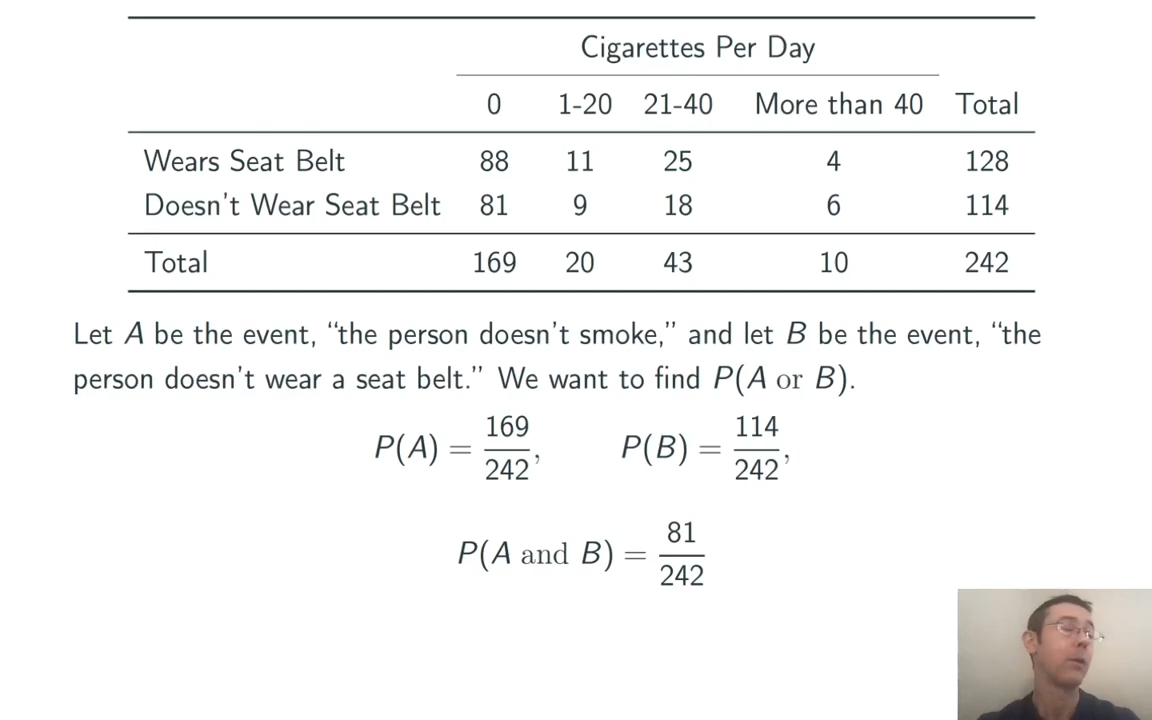 Cigarettes Per Day
0 1-20 21-40 More than 40 Total
Wears Seat Belt 88 11 25 4 128
Doesn't Wear Seat Belt 81 9 18 6 114
Total 169 20 43 10 242
Let A be the event, “the person doesn't smoke,” and let B be the event, “the
person doesn't wear a seat belt.” We want to find P(A or B).
P(A) = 169/242, P(B) = 114/242,
P(A and B) = 81/242